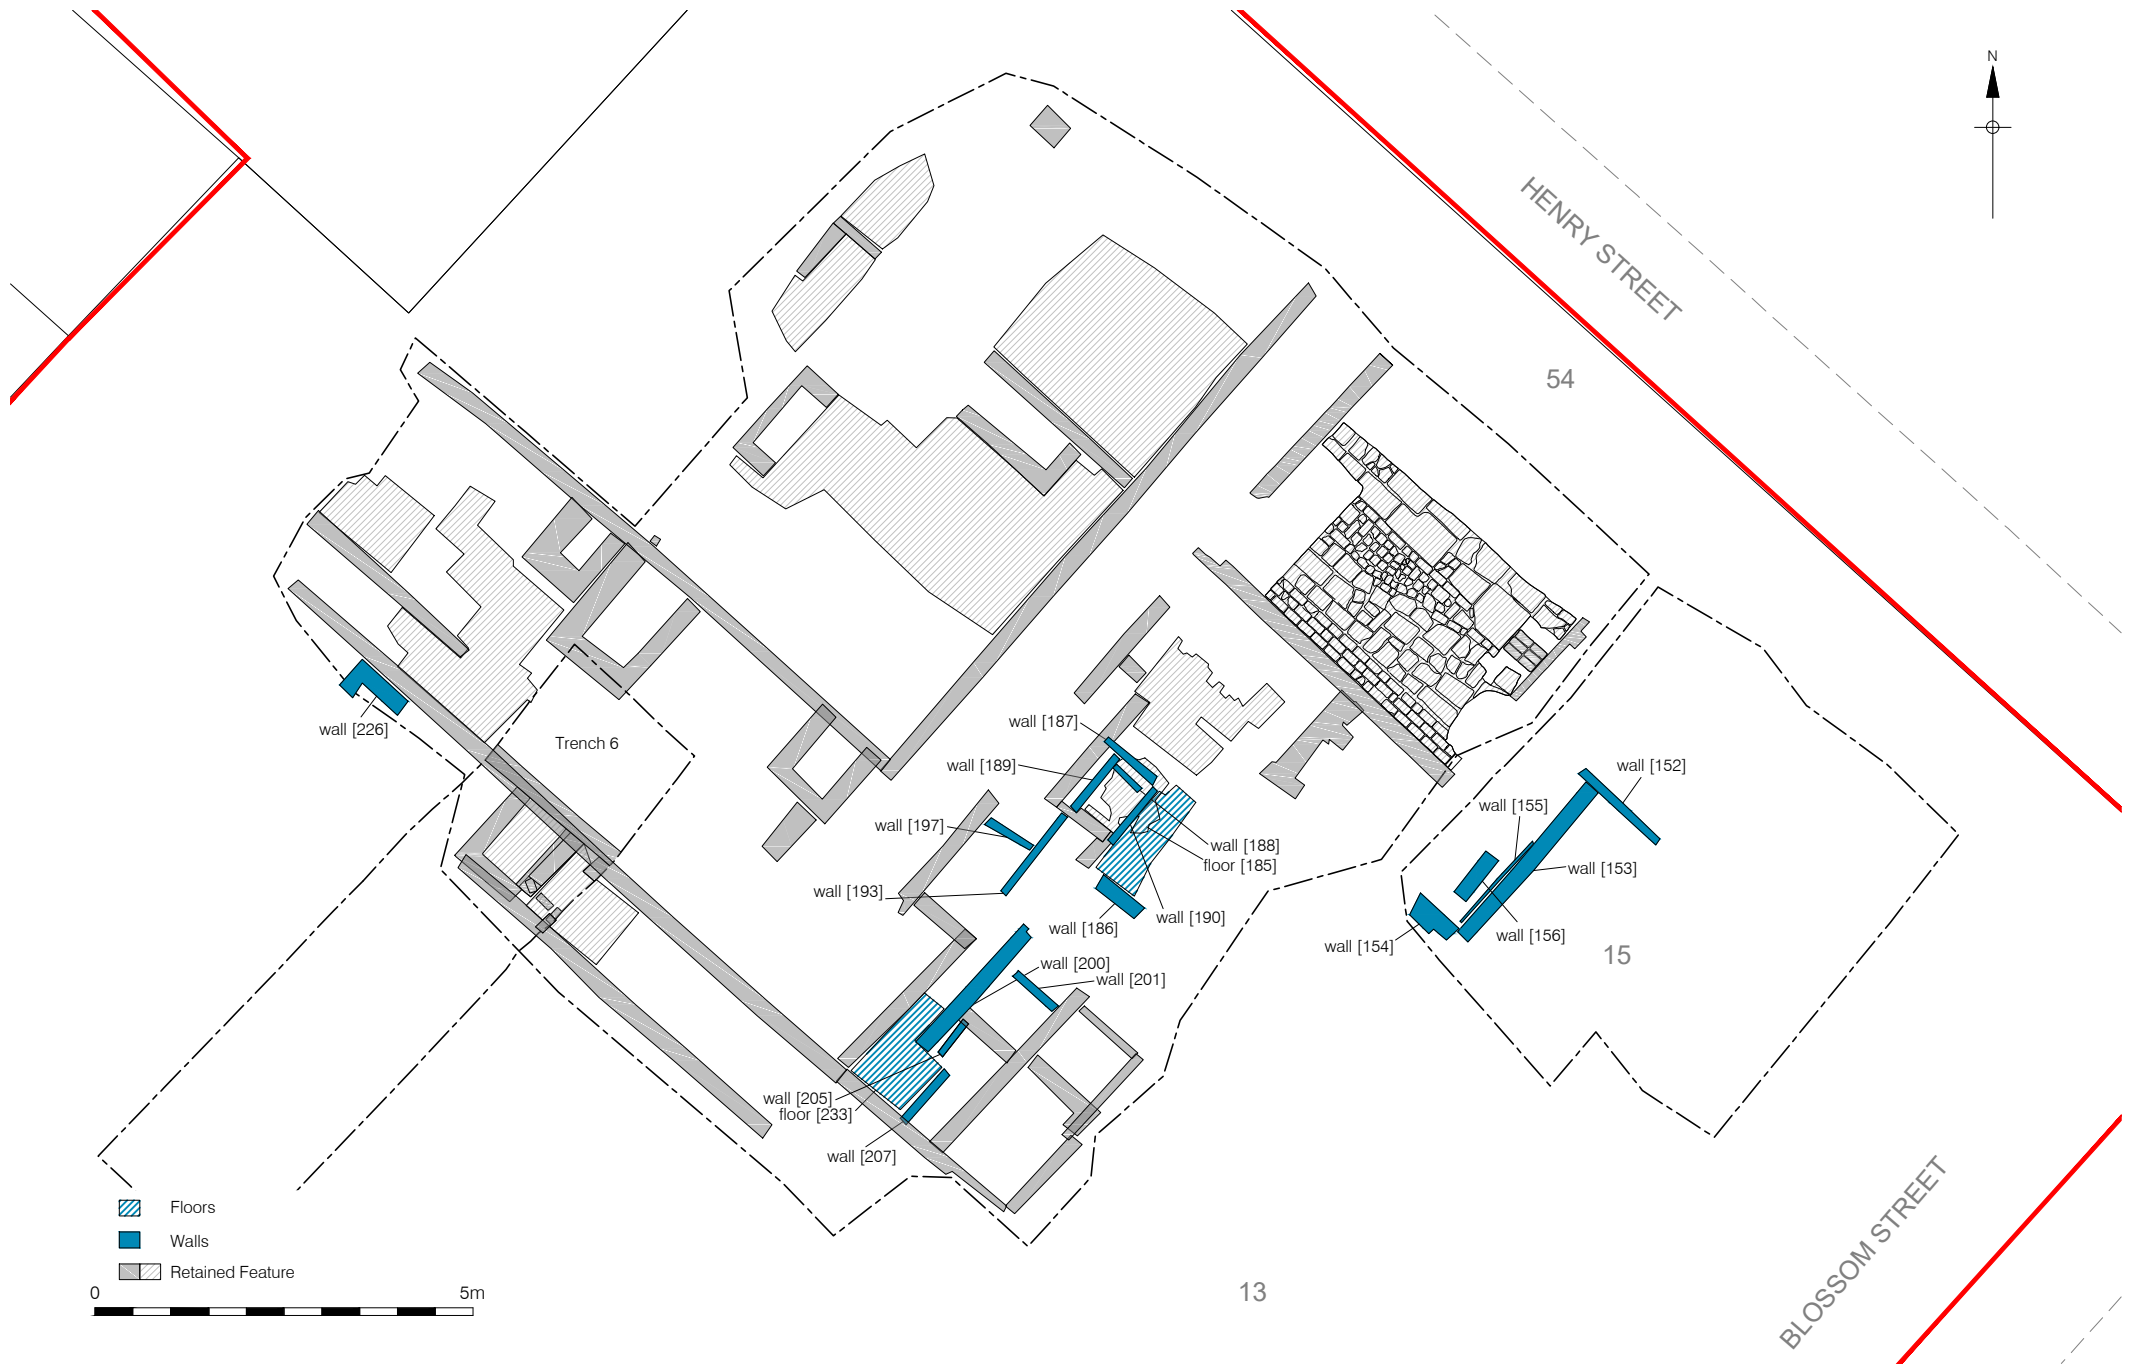 N
HENRY STREET
54
wall [226]
Trench 6
wall [187]
wall [189]
wall [197]
wall [193]
wall [188]
floor [185]
wall [190]
wall [186]
wall [152]
wall [155]
wall [153]
wall [156]
wall [154]
15
wall [200]
wall [201]
wall [205]
floor [233]
wall [207]
BLOSSOM STREET
13
Floors
Walls
Retained Feature
0 5m